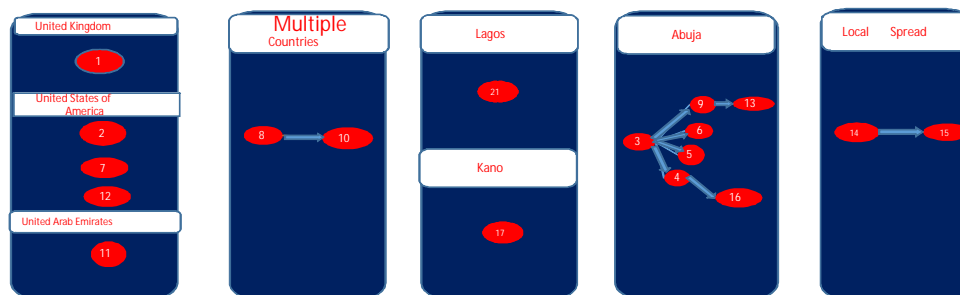 United Kingdom
1
United States of
America
2
7
12
United Arab Emirates
11
Multiple
Countries
8
10
Lagos
21
Kano
17
Abuja
9
13
6
3
5
4
16
Local Spread
14
15